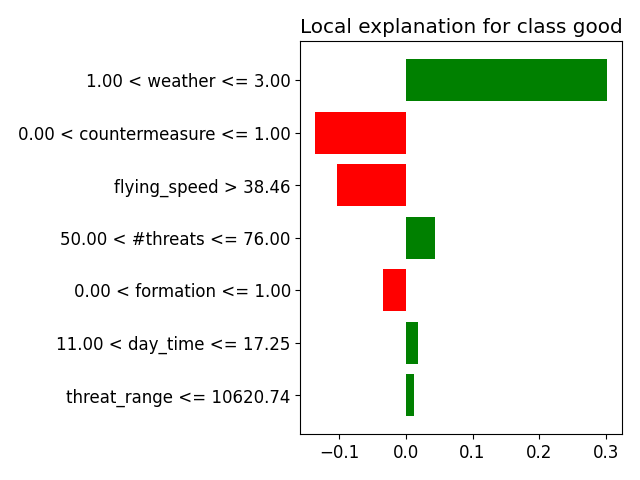 Local explanation for class good
1.00 < weather <= 3.00
0.00 < countermeasure <= 1.00
flying_speed > 38.46
50.00 < #threats <= 76.00
0.00 < formation <= 1.00
11.00 < day_time <= 17.25
threat_range <= 10620.74
−0.1 0.0 0.1 0.2 0.3